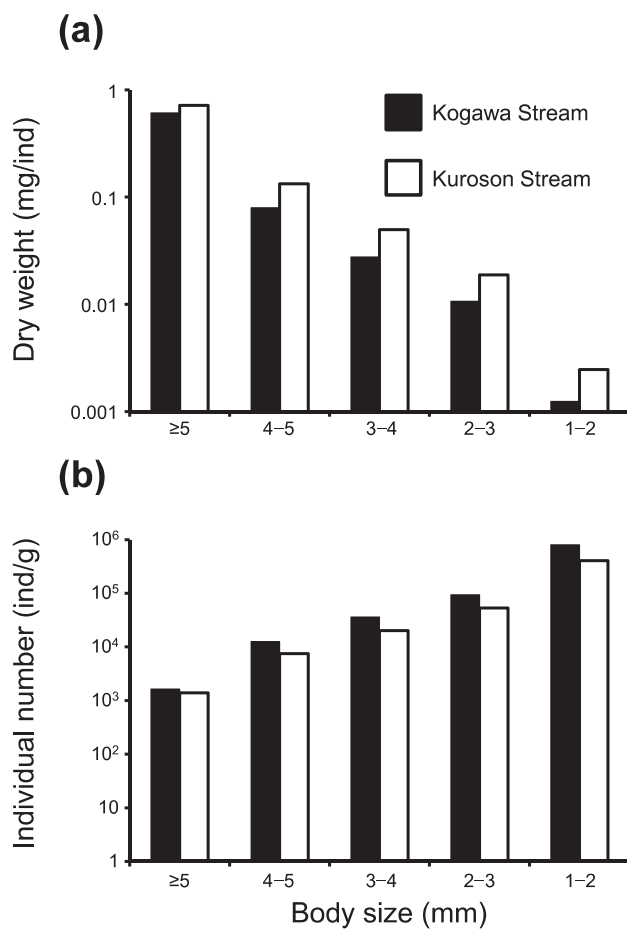 (a)
Dry weight (mg/ind)
1
0.1
0.01
0.001
Kogawa Stream
Kuroson Stream
≥5 4–5 3–4 2–3 1–2
(b)
Individual number (ind/g)
10⁶
10⁵
10⁴
10³
10²
10
1
≥5 4–5 3–4 2–3 1–2
Body size (mm)